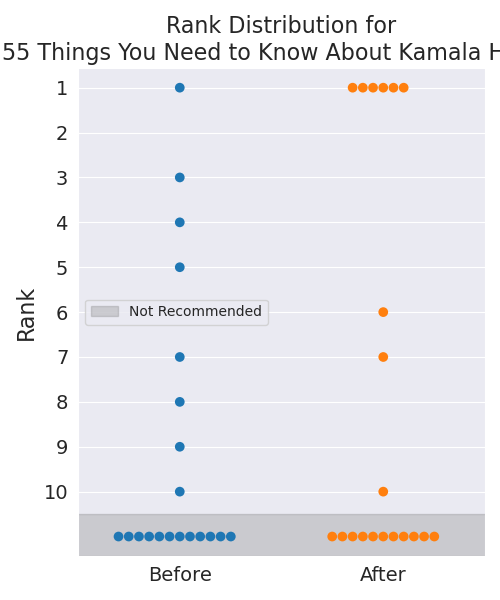 Rank Distribution for
55 Things You Need to Know About Kamala H
1
2
3
4
5
6
7
8
9
10
Rank
Not Recommended
Before
After